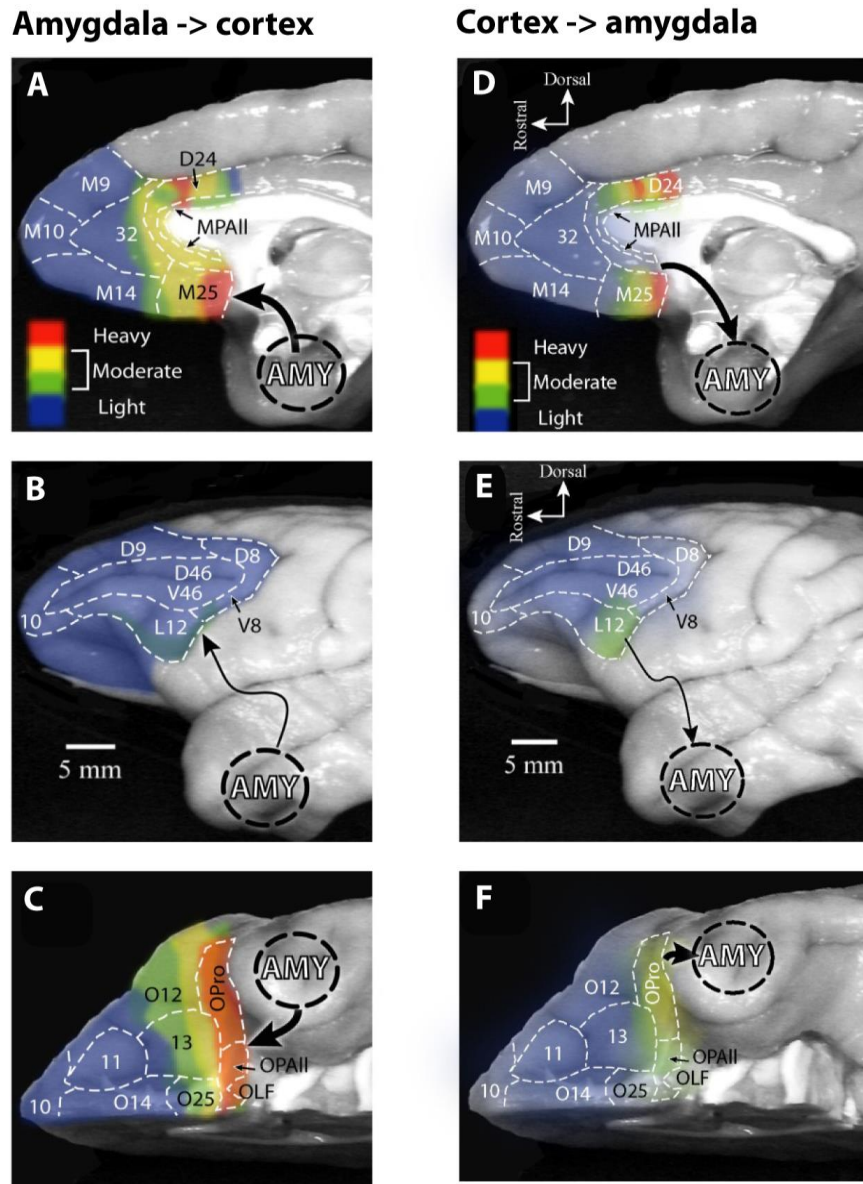 Amygdala -> cortex
Cortex -> amygdala
A
D24
M9
MPAll
M10
32
M25
M14
Heavy
Moderate
Light
AMY
D
Dorsal
Rostral
M9
D24
MPAll
M10
32
M14
M25
Heavy
Moderate
Light
AMY
B
D9
D8
D46
V46
10
L12
V8
5 mm
AMY
E
Dorsal
Rostral
D9
D8
D46
V46
10
L12
V8
5 mm
AMY
C
AMY
OPro
O12
13
11
OPAll
OLF
O25
O14
10
F
AMY
OPro
O12
13
11
OPAll
OLF
O25
O14
10